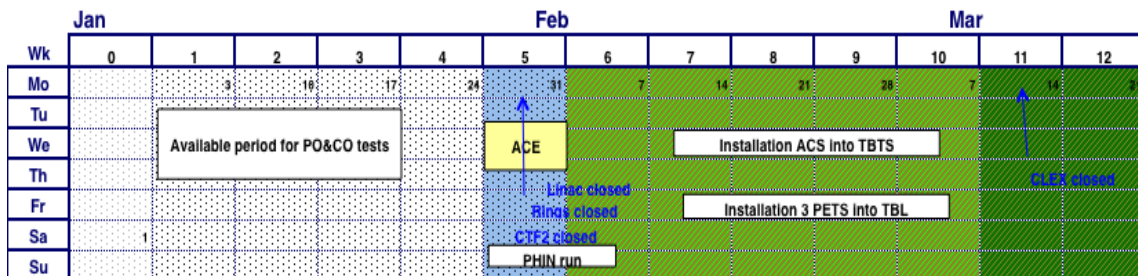 Jan Feb Mar
Wk 0 1 2 3 4 5 6 7 8 9 10 11 12
Mo 3 16 17 24 31 7 14 21 28 7 14
Tu
We Available period for PO&CO tests ACE Installation ACS into TBTS
Th Linac closed CLEX closed
Fr Rings closed Installation 3 PETS into TBL
Sa 1 CTF2 closed
Su PHIN run